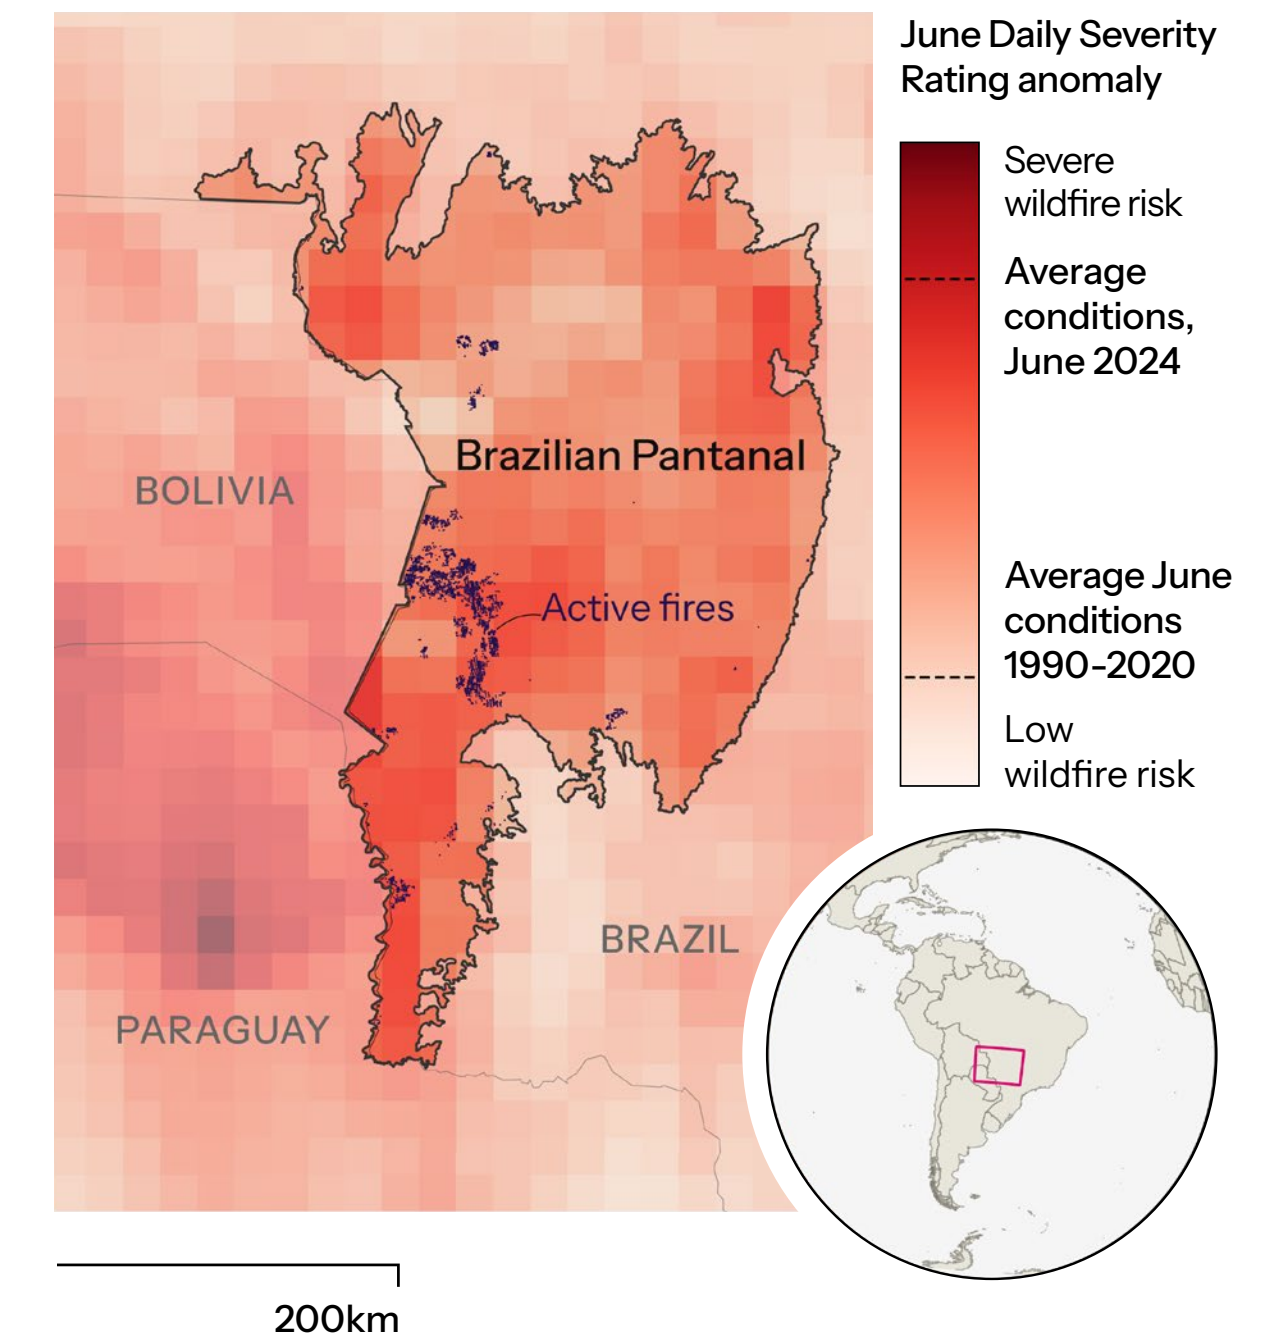 June Daily Severity
Rating anomaly
Severe
wildfire risk
Average
conditions,
June 2024
Average June
conditions
1990-2020
Low
wildfire risk
Brazilian Pantanal
BOLIVIA
Active fires
BRAZIL
PARAGUAY
200km